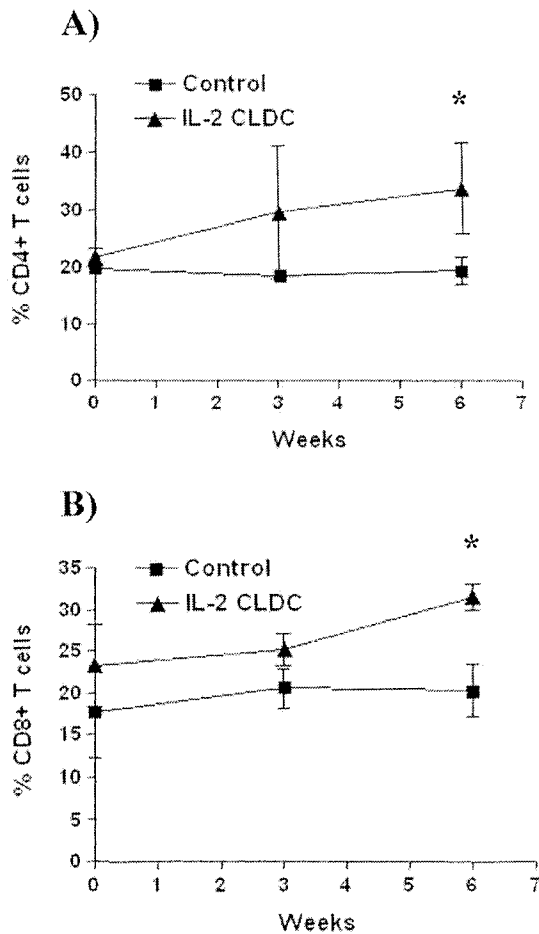 A)
Control
IL-2 CLDC
*
50
40
30
20
10
0
% CD4+ T cells
0 1 2 3 4 5 6 7
Weeks
B)
*
Control
IL-2 CLDC
35
30
25
20
15
10
5
0
% CD8+ T cells
0 1 2 3 4 5 6 7
Weeks